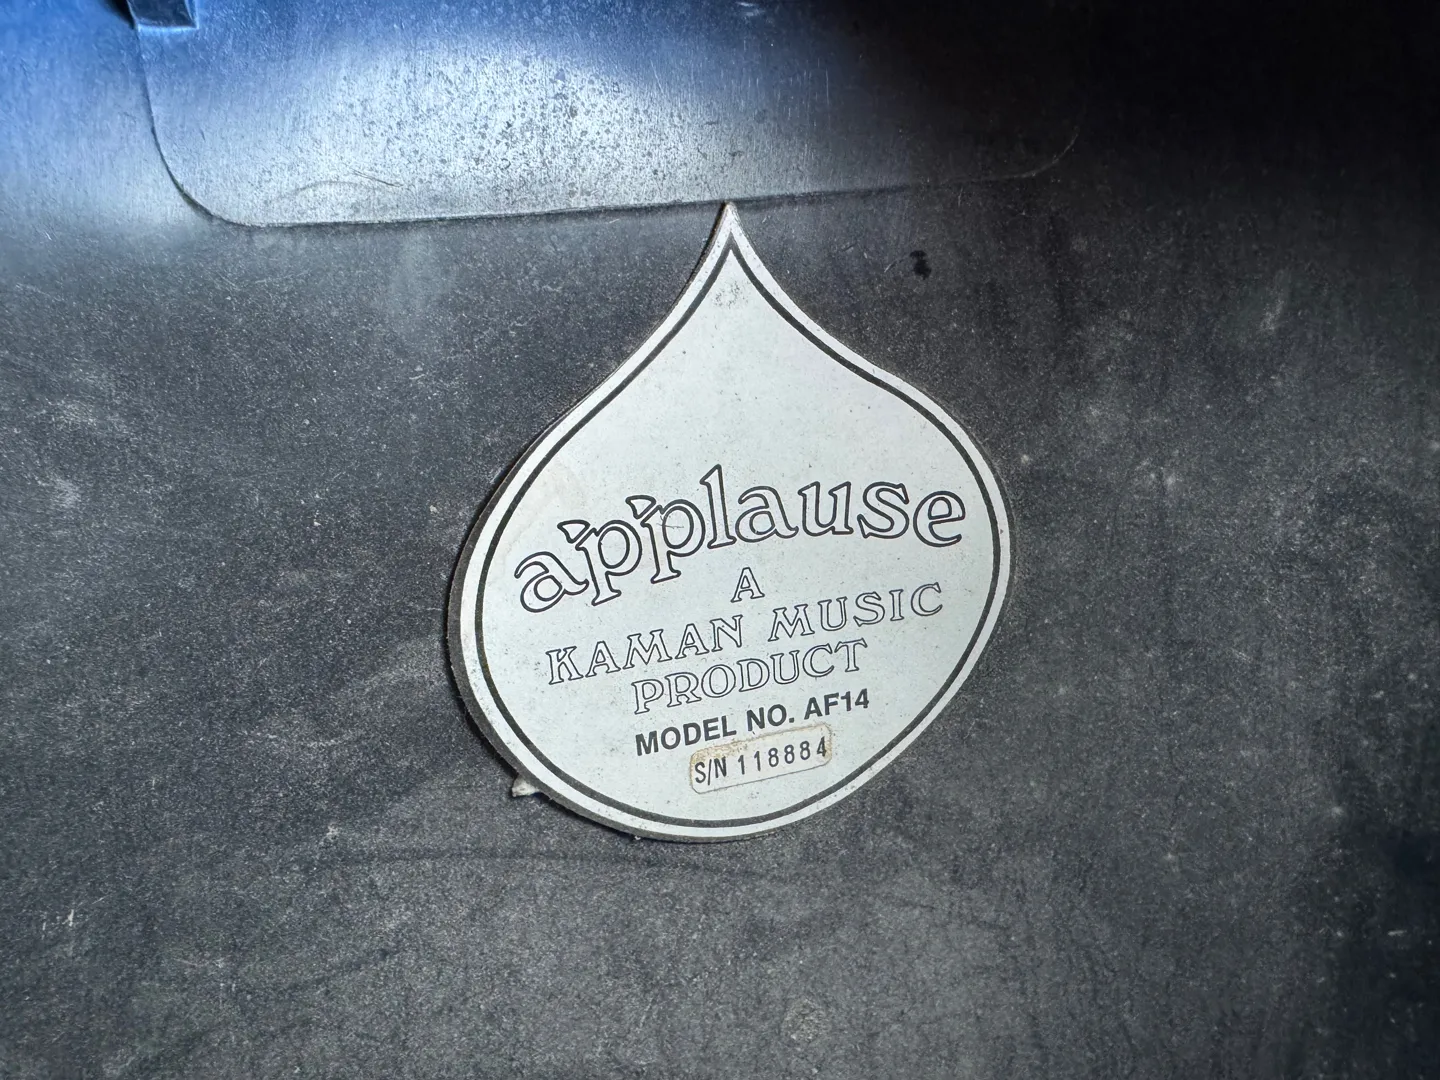 applause
A
KAMAN MUSIC
PRODUCT
MODEL NO. AF14
S/N 118884